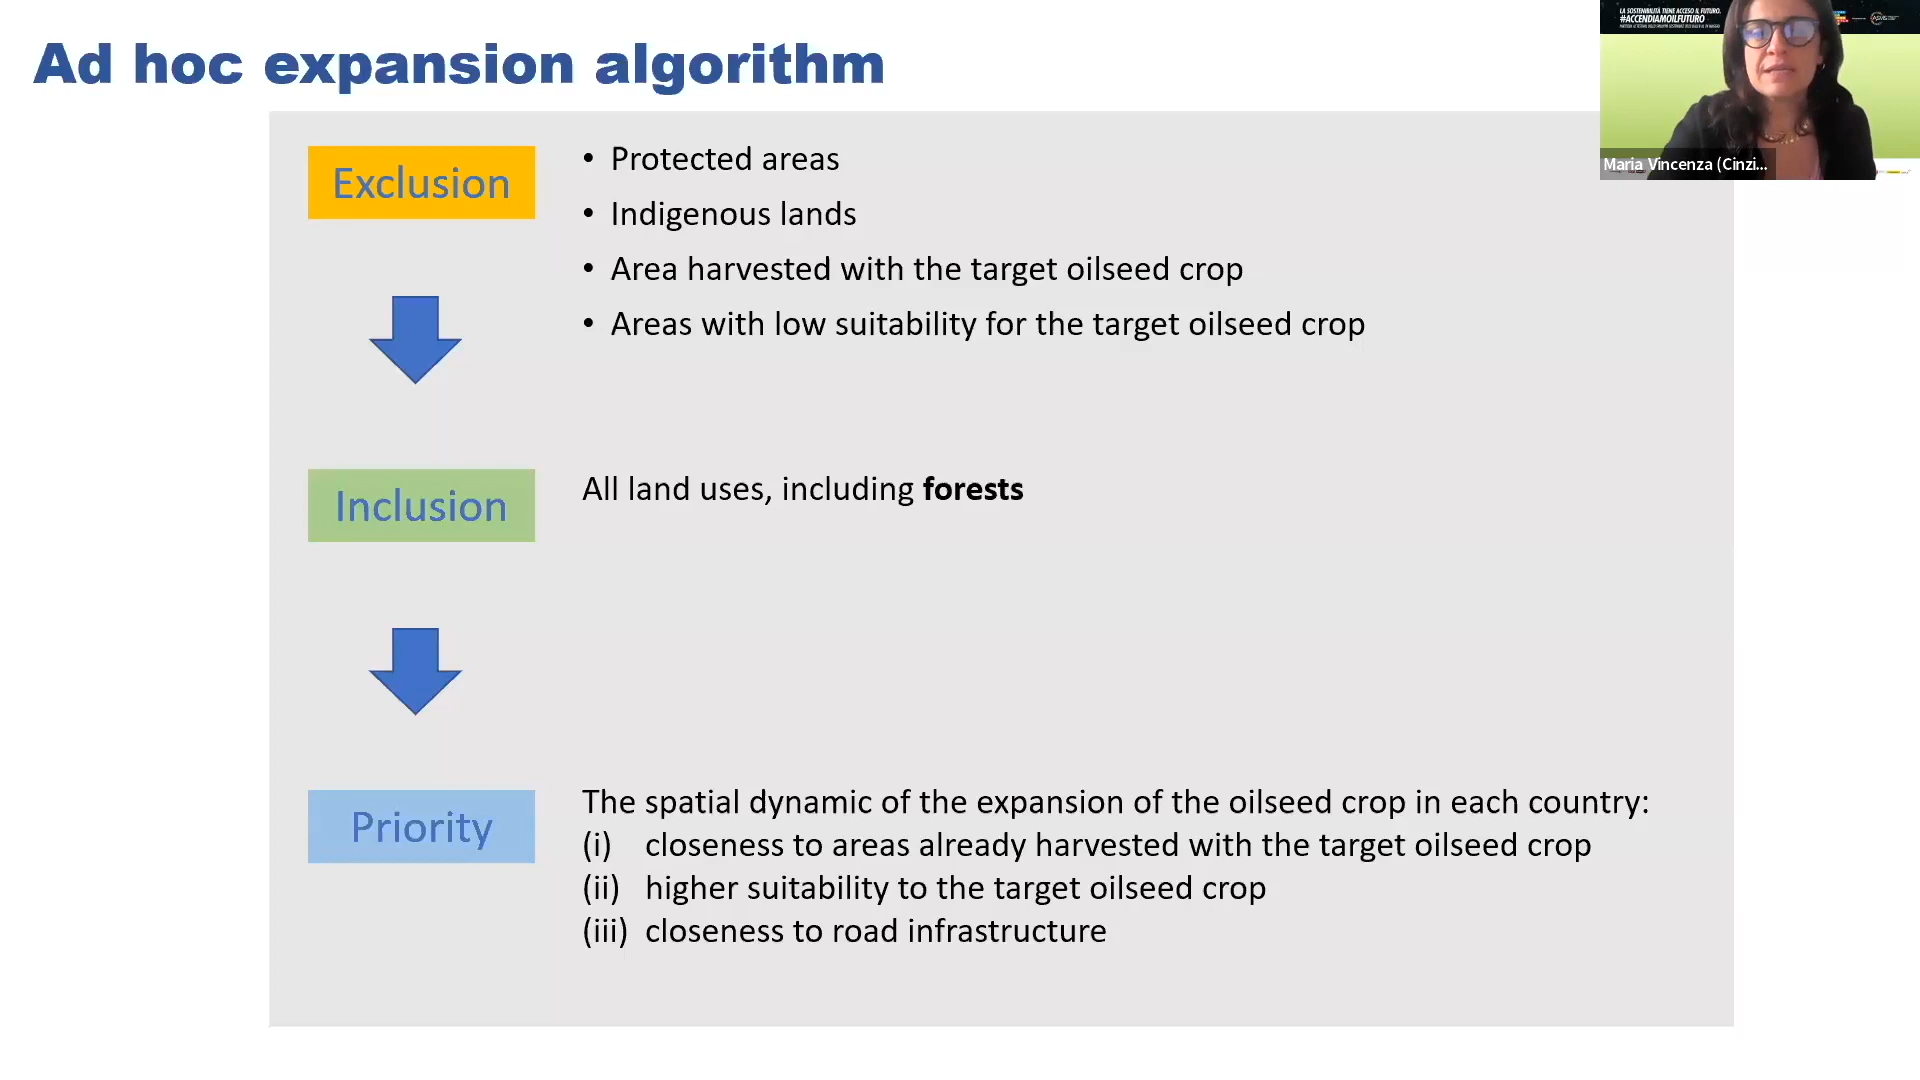 Ad hoc expansion algorithm
LA SOSTENIBILITÀ TIENE ACCESO IL FUTURO.
#ACCENDIAMOILFUTURO
Maria Vincenza (Cinzi...
Exclusion
• Protected areas
• Indigenous lands
• Area harvested with the target oilseed crop
• Areas with low suitability for the target oilseed crop
Inclusion
All land uses, including forests
Priority
The spatial dynamic of the expansion of the oilseed crop in each country:
(i) closeness to areas already harvested with the target oilseed crop
(ii) higher suitability to the target oilseed crop
(iii) closeness to road infrastructure